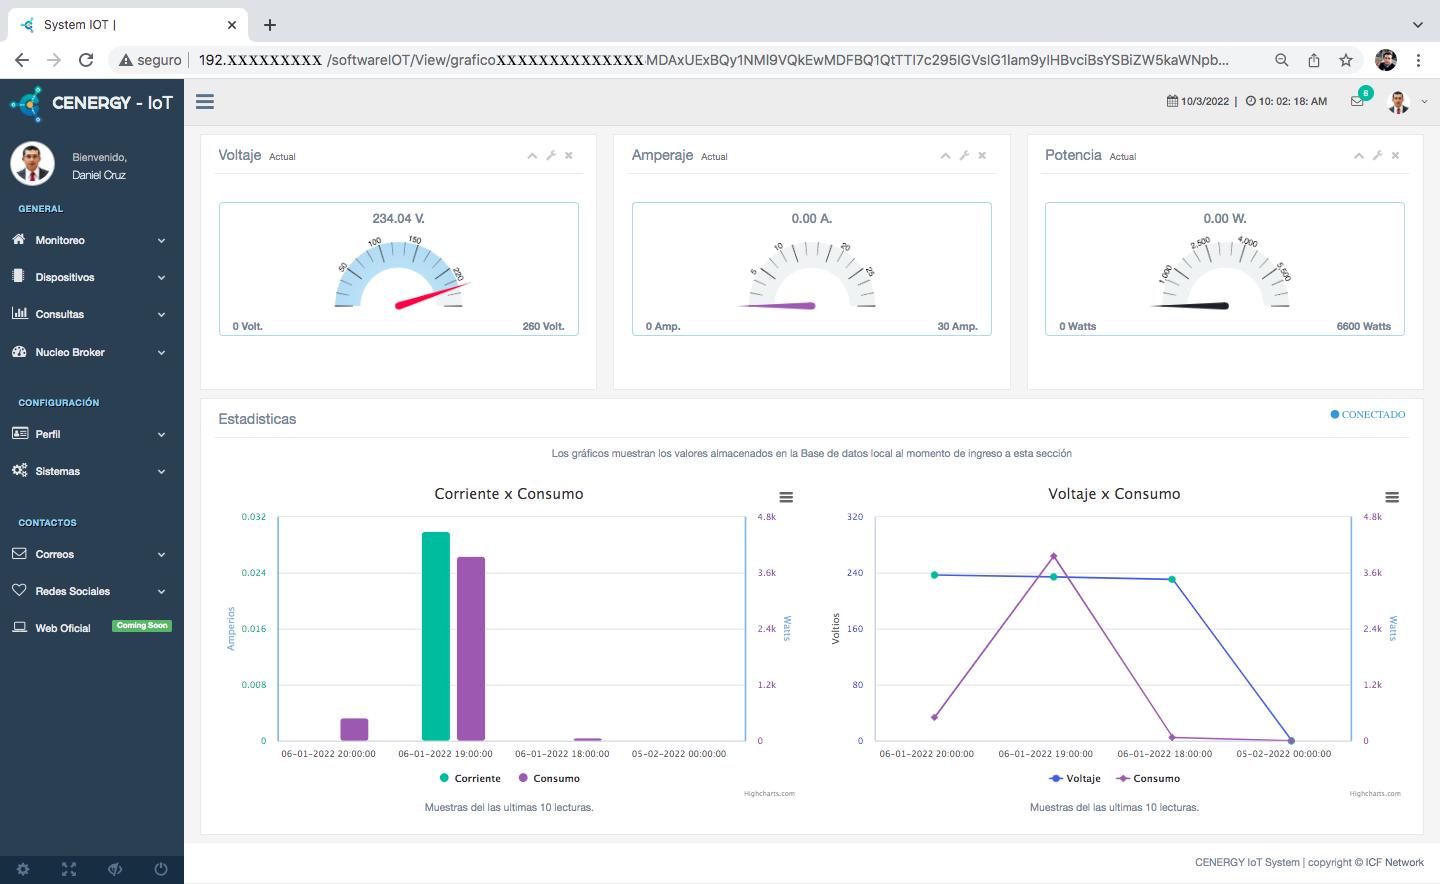 System IOT |
seguro
192.XXXXXXXXX /softwareIOT/View/graficoXXXXXXXXXXXXXX
CENERGY - IoT
10/3/2022 | 10: 02: 18: AM
6
Bienvenido,
Daniel Cruz
GENERAL
Monitoreo
Dispositivos
Consultas
Nucleo Broker
CONFIGURACIÓN
Perfil
Sistemas
CONTACTOS
Correos
Redes Sociales
Web Oficial Coming Soon
Voltaje Actual
234.04 V.
50
100
150
220
0 Volt. 260 Volt.
Amperaje Actual
0.00 A.
5
10
20
25
0 Amp. 30 Amp.
Potencia Actual
0.00 W.
1,000
2,500
4,000
5,500
0 Watts 6600 Watts
Estadisticas
CONECTADO
Los gráficos muestran los valores almacenados en la Base de datos local al momento de ingreso a esta sección
Corriente x Consumo
0.032 4.8k
0.024 3.6k
0.016 2.4k
0.008 1.2k
0 0
Amperios
Watts
06-01-2022 20:00:00 06-01-2022 19:00:00 06-01-2022 18:00:00 05-02-2022 00:00:00
Corriente Consumo
Highcharts.com
Muestras del las ultimas 10 lecturas.
Voltaje x Consumo
320 4.8k
240 3.6k
160 2.4k
80 1.2k
0 0
Voltios
Watts
06-01-2022 20:00:00 06-01-2022 19:00:00 06-01-2022 18:00:00 05-02-2022 00:00:00
Voltaje Consumo
Highcharts.com
Muestras del las ultimas 10 lecturas.
CENERGY IoT System | copyright © ICF Network